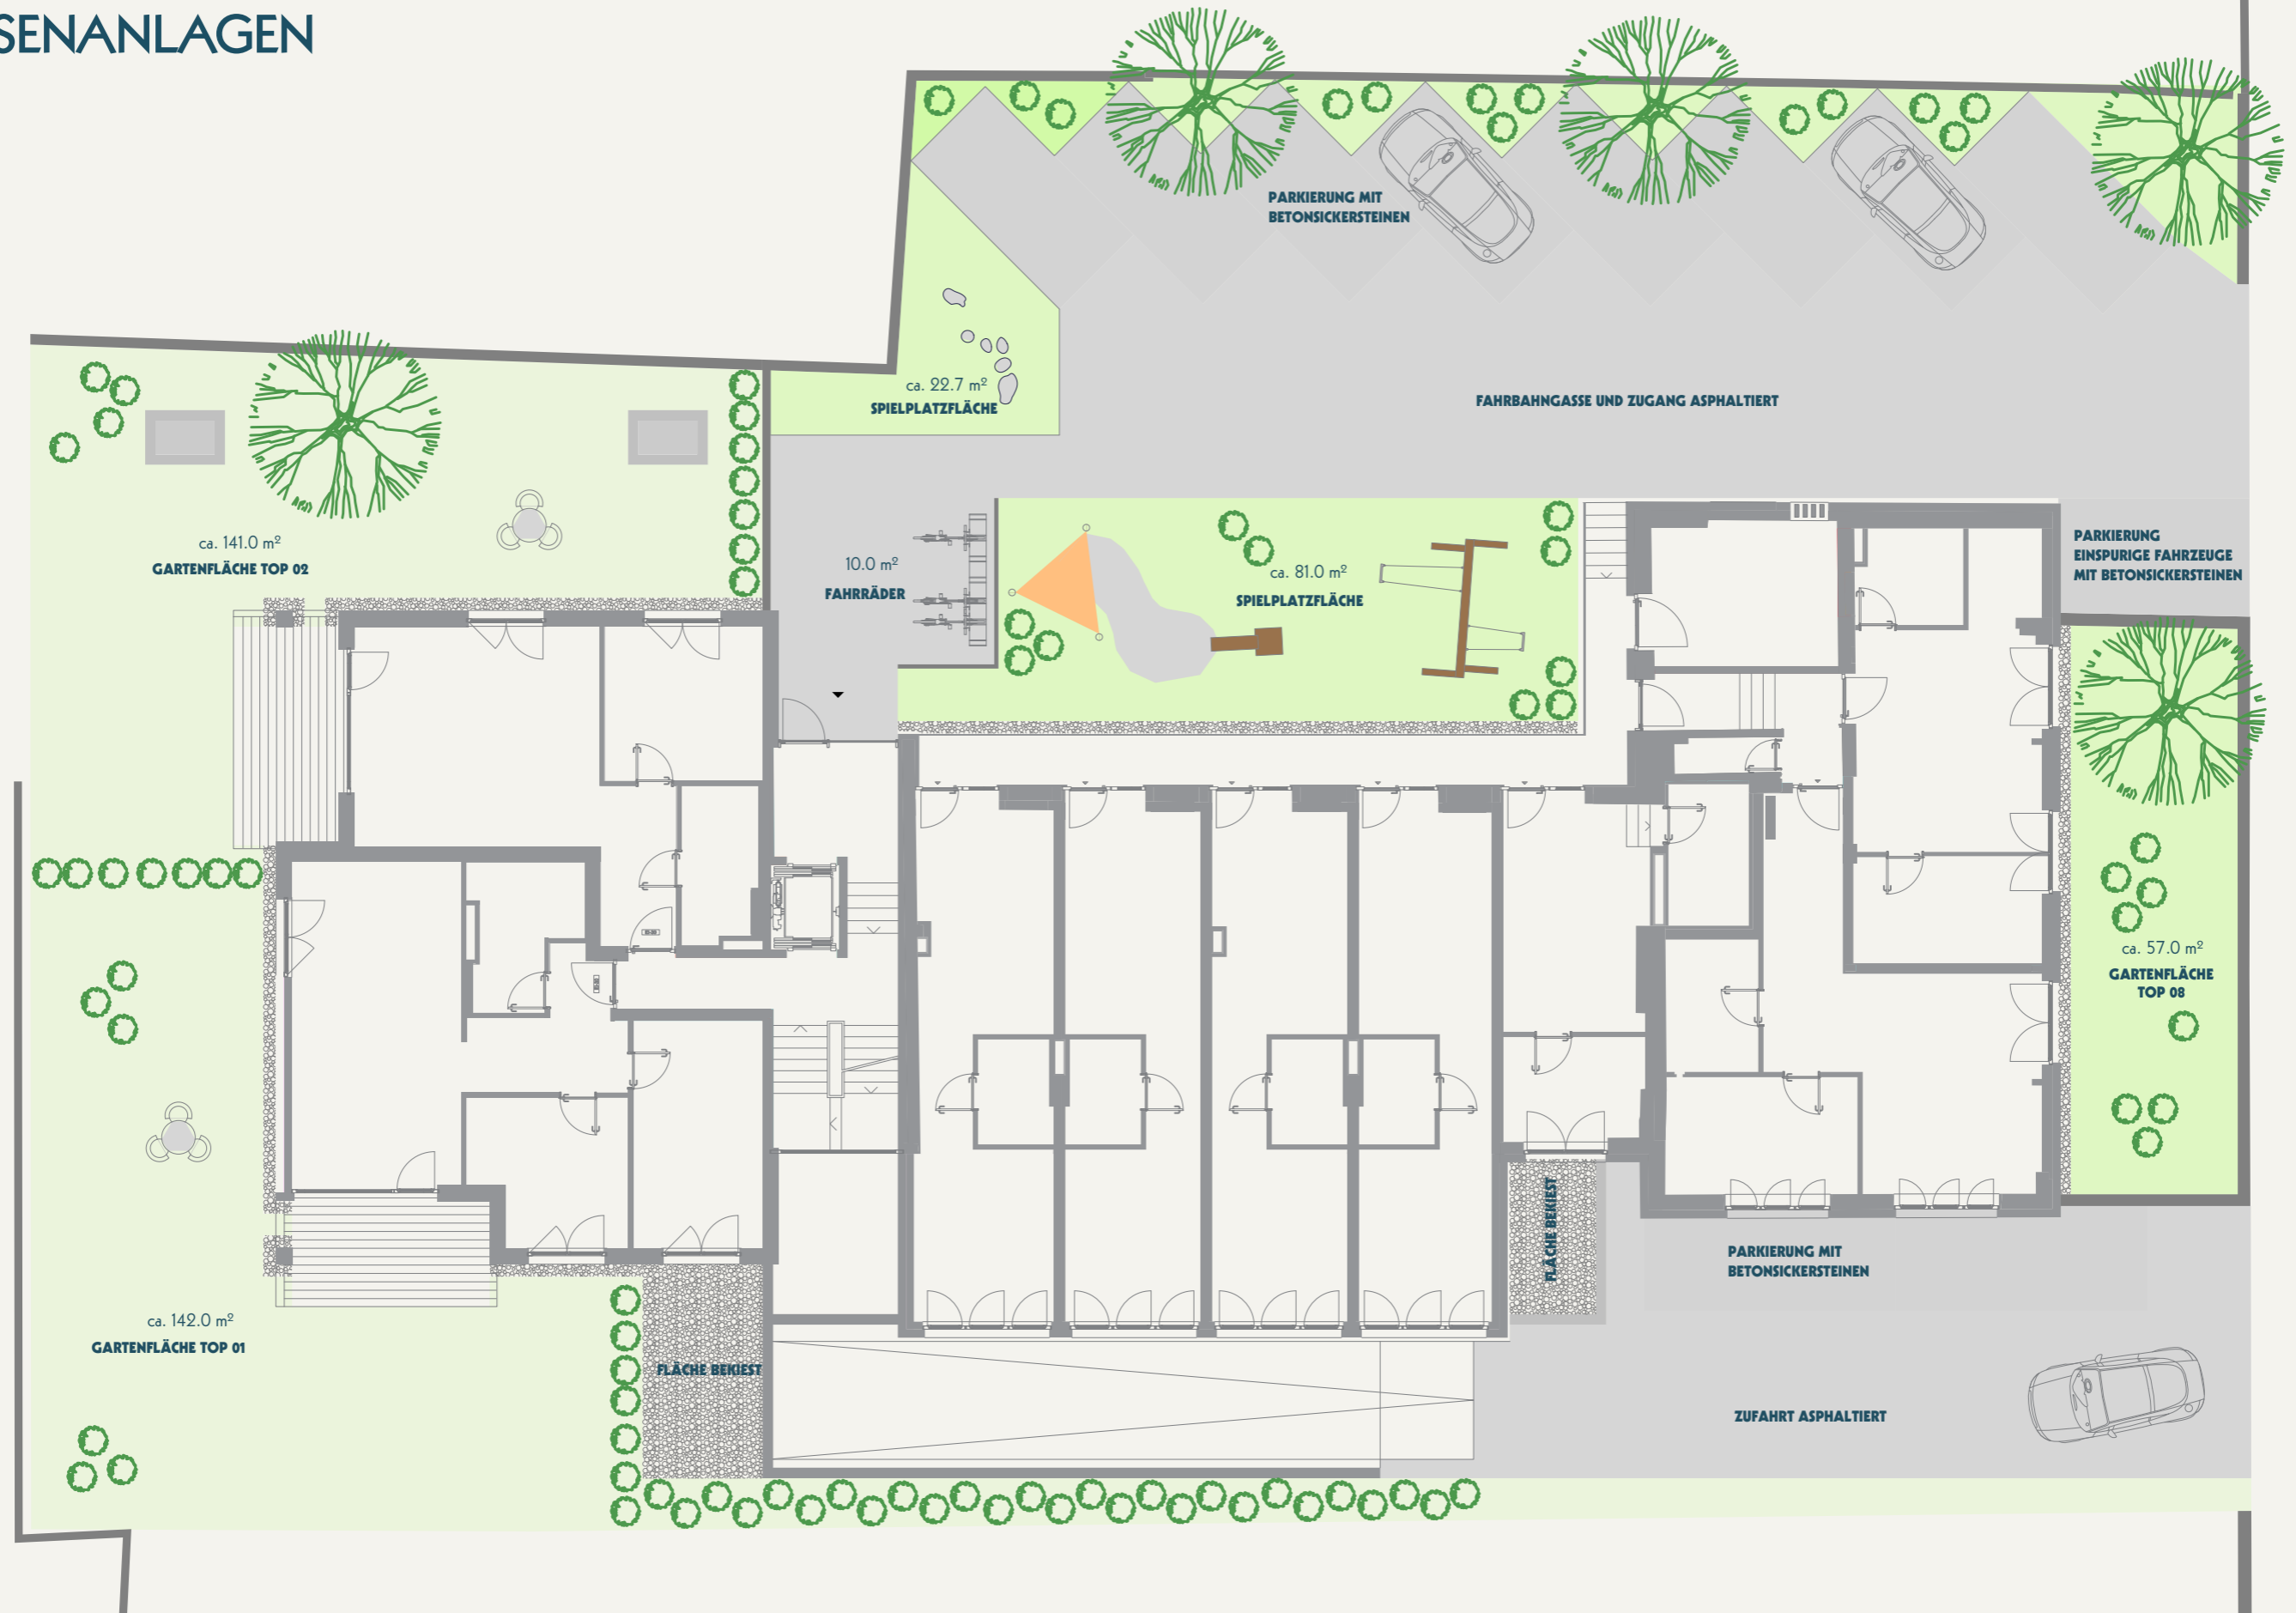 SENANLAGEN
PARKIERUNG MIT
BETONSICKERSTEINEN
ca. 22.7 m²
SPIELPLATZFLÄCHE
FAHRBAHNGASSE UND ZUGANG ASPHALTIERT
ca. 141.0 m²
GARTENFLÄCHE TOP 02
10.0 m²
FAHRRÄDER
ca. 81.0 m²
SPIELPLATZFLÄCHE
PARKIERUNG
EINSPURIGE FAHRZEUGE
MIT BETONSICKERSTEINEN
ca. 57.0 m²
GARTENFLÄCHE
TOP 08
FLÄCHE BEKIEST
PARKIERUNG MIT
BETONSICKERSTEINEN
ca. 142.0 m²
GARTENFLÄCHE TOP 01
FLÄCHE BEKIEST
ZUFAHRT ASPHALTIERT